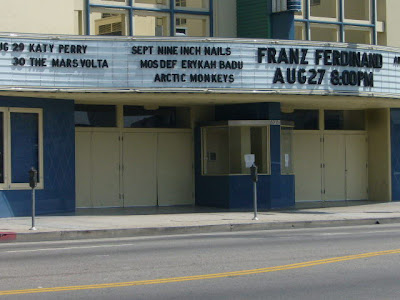 UG 29 KATY PERRY
30 THE MARS VOLTA
SEPT NINE INCH NAILS
MOS DEF ERYKAH BADU
ARCTIC MONKEYS
FRANZ FERDINAND
AUG27 8:00PM